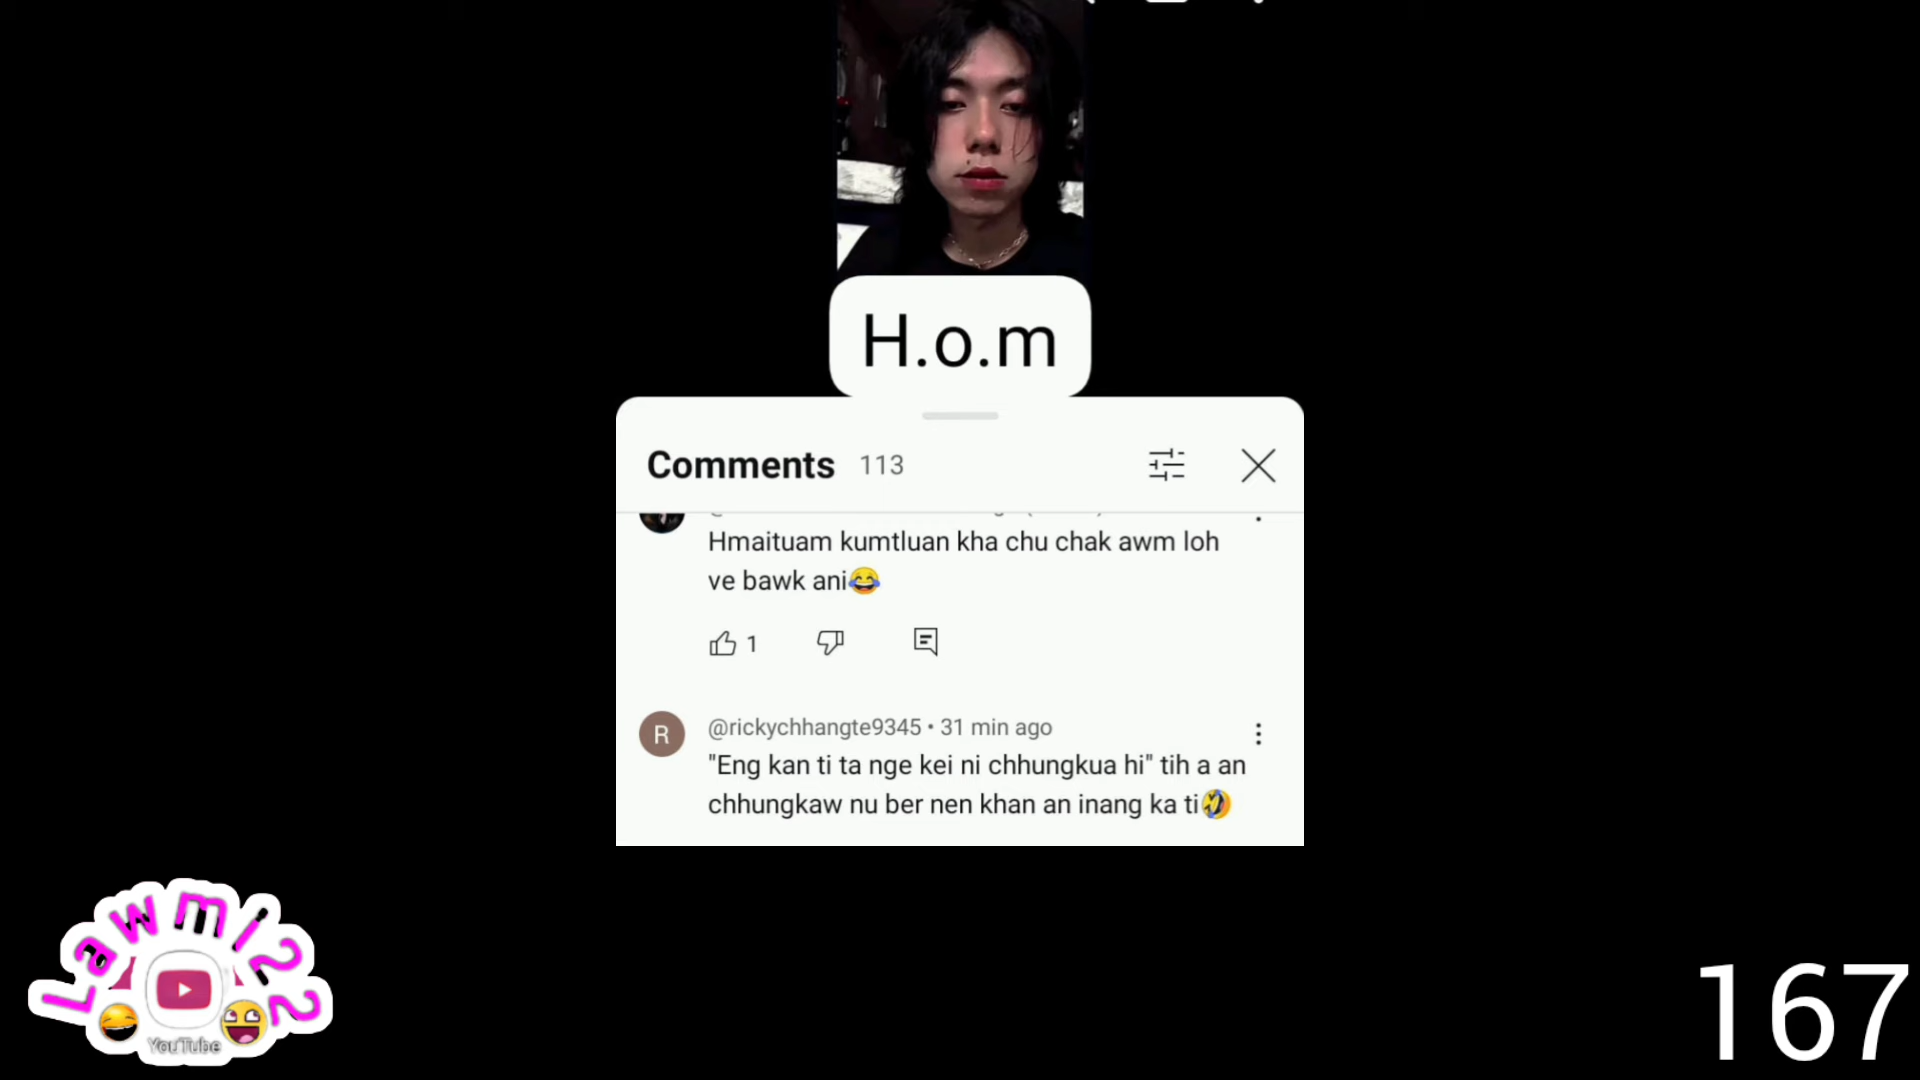 H.o.m
Comments 113
Hmaituam kumtluan kha chu chak awm loh
ve bawk ani😂
1
@rickychhangte9345 • 31 min ago
R
"Eng kan ti ta nge kei ni chhungkua hi" tih a an
chhungkaw nu ber nen khan an inang ka ti🤣
Lawmi22
YouTube
167